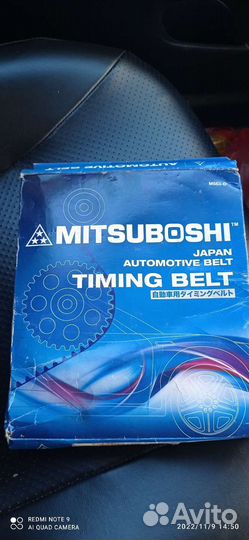 AUTOMOTIVE BELT
MITSUBOSHI™
JAPAN
AUTOMOTIVE BELT
TIMING BELT
自動車用タイミングベルト
REDMI NOTE 9
AI QUAD CAMERA
2022/11/9 14:50
Avito